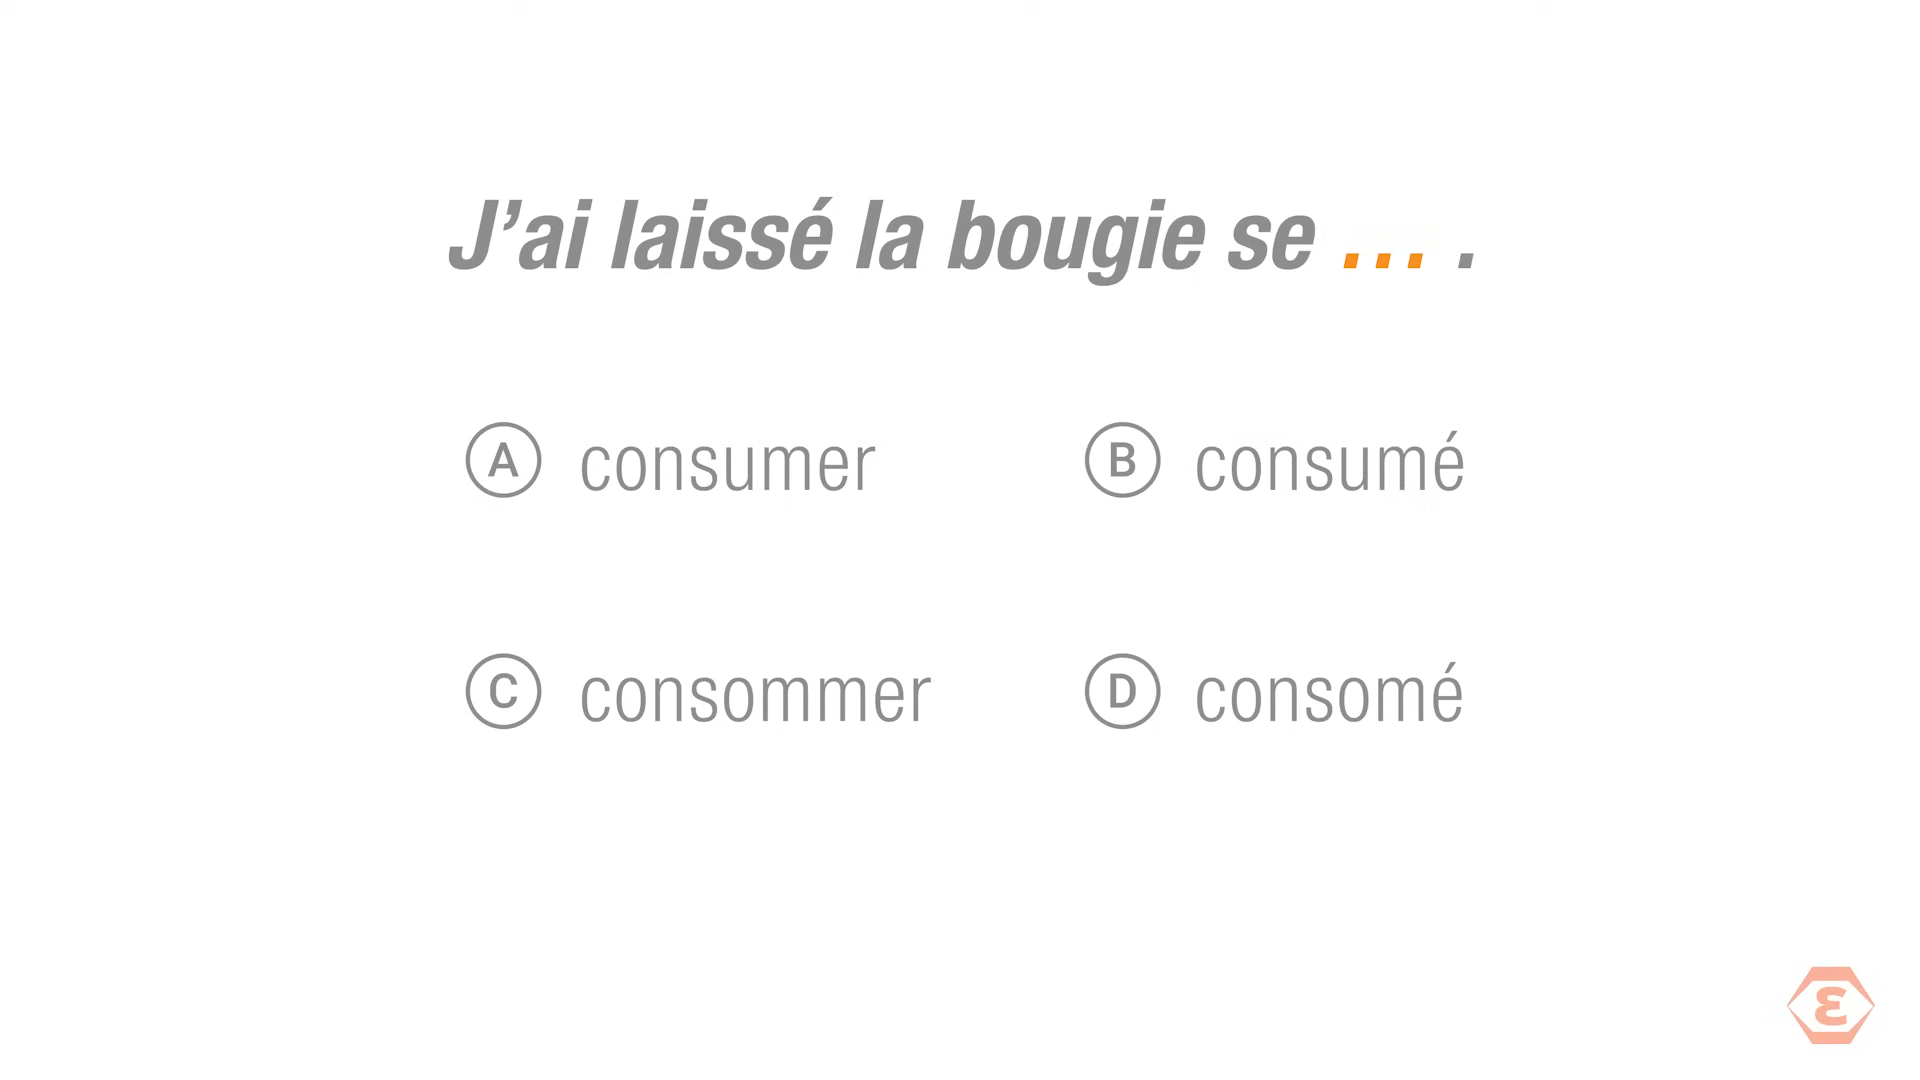 J’ai laissé la bougie se ... .
A consumer
B consumé
C consommer
D consomé
ε